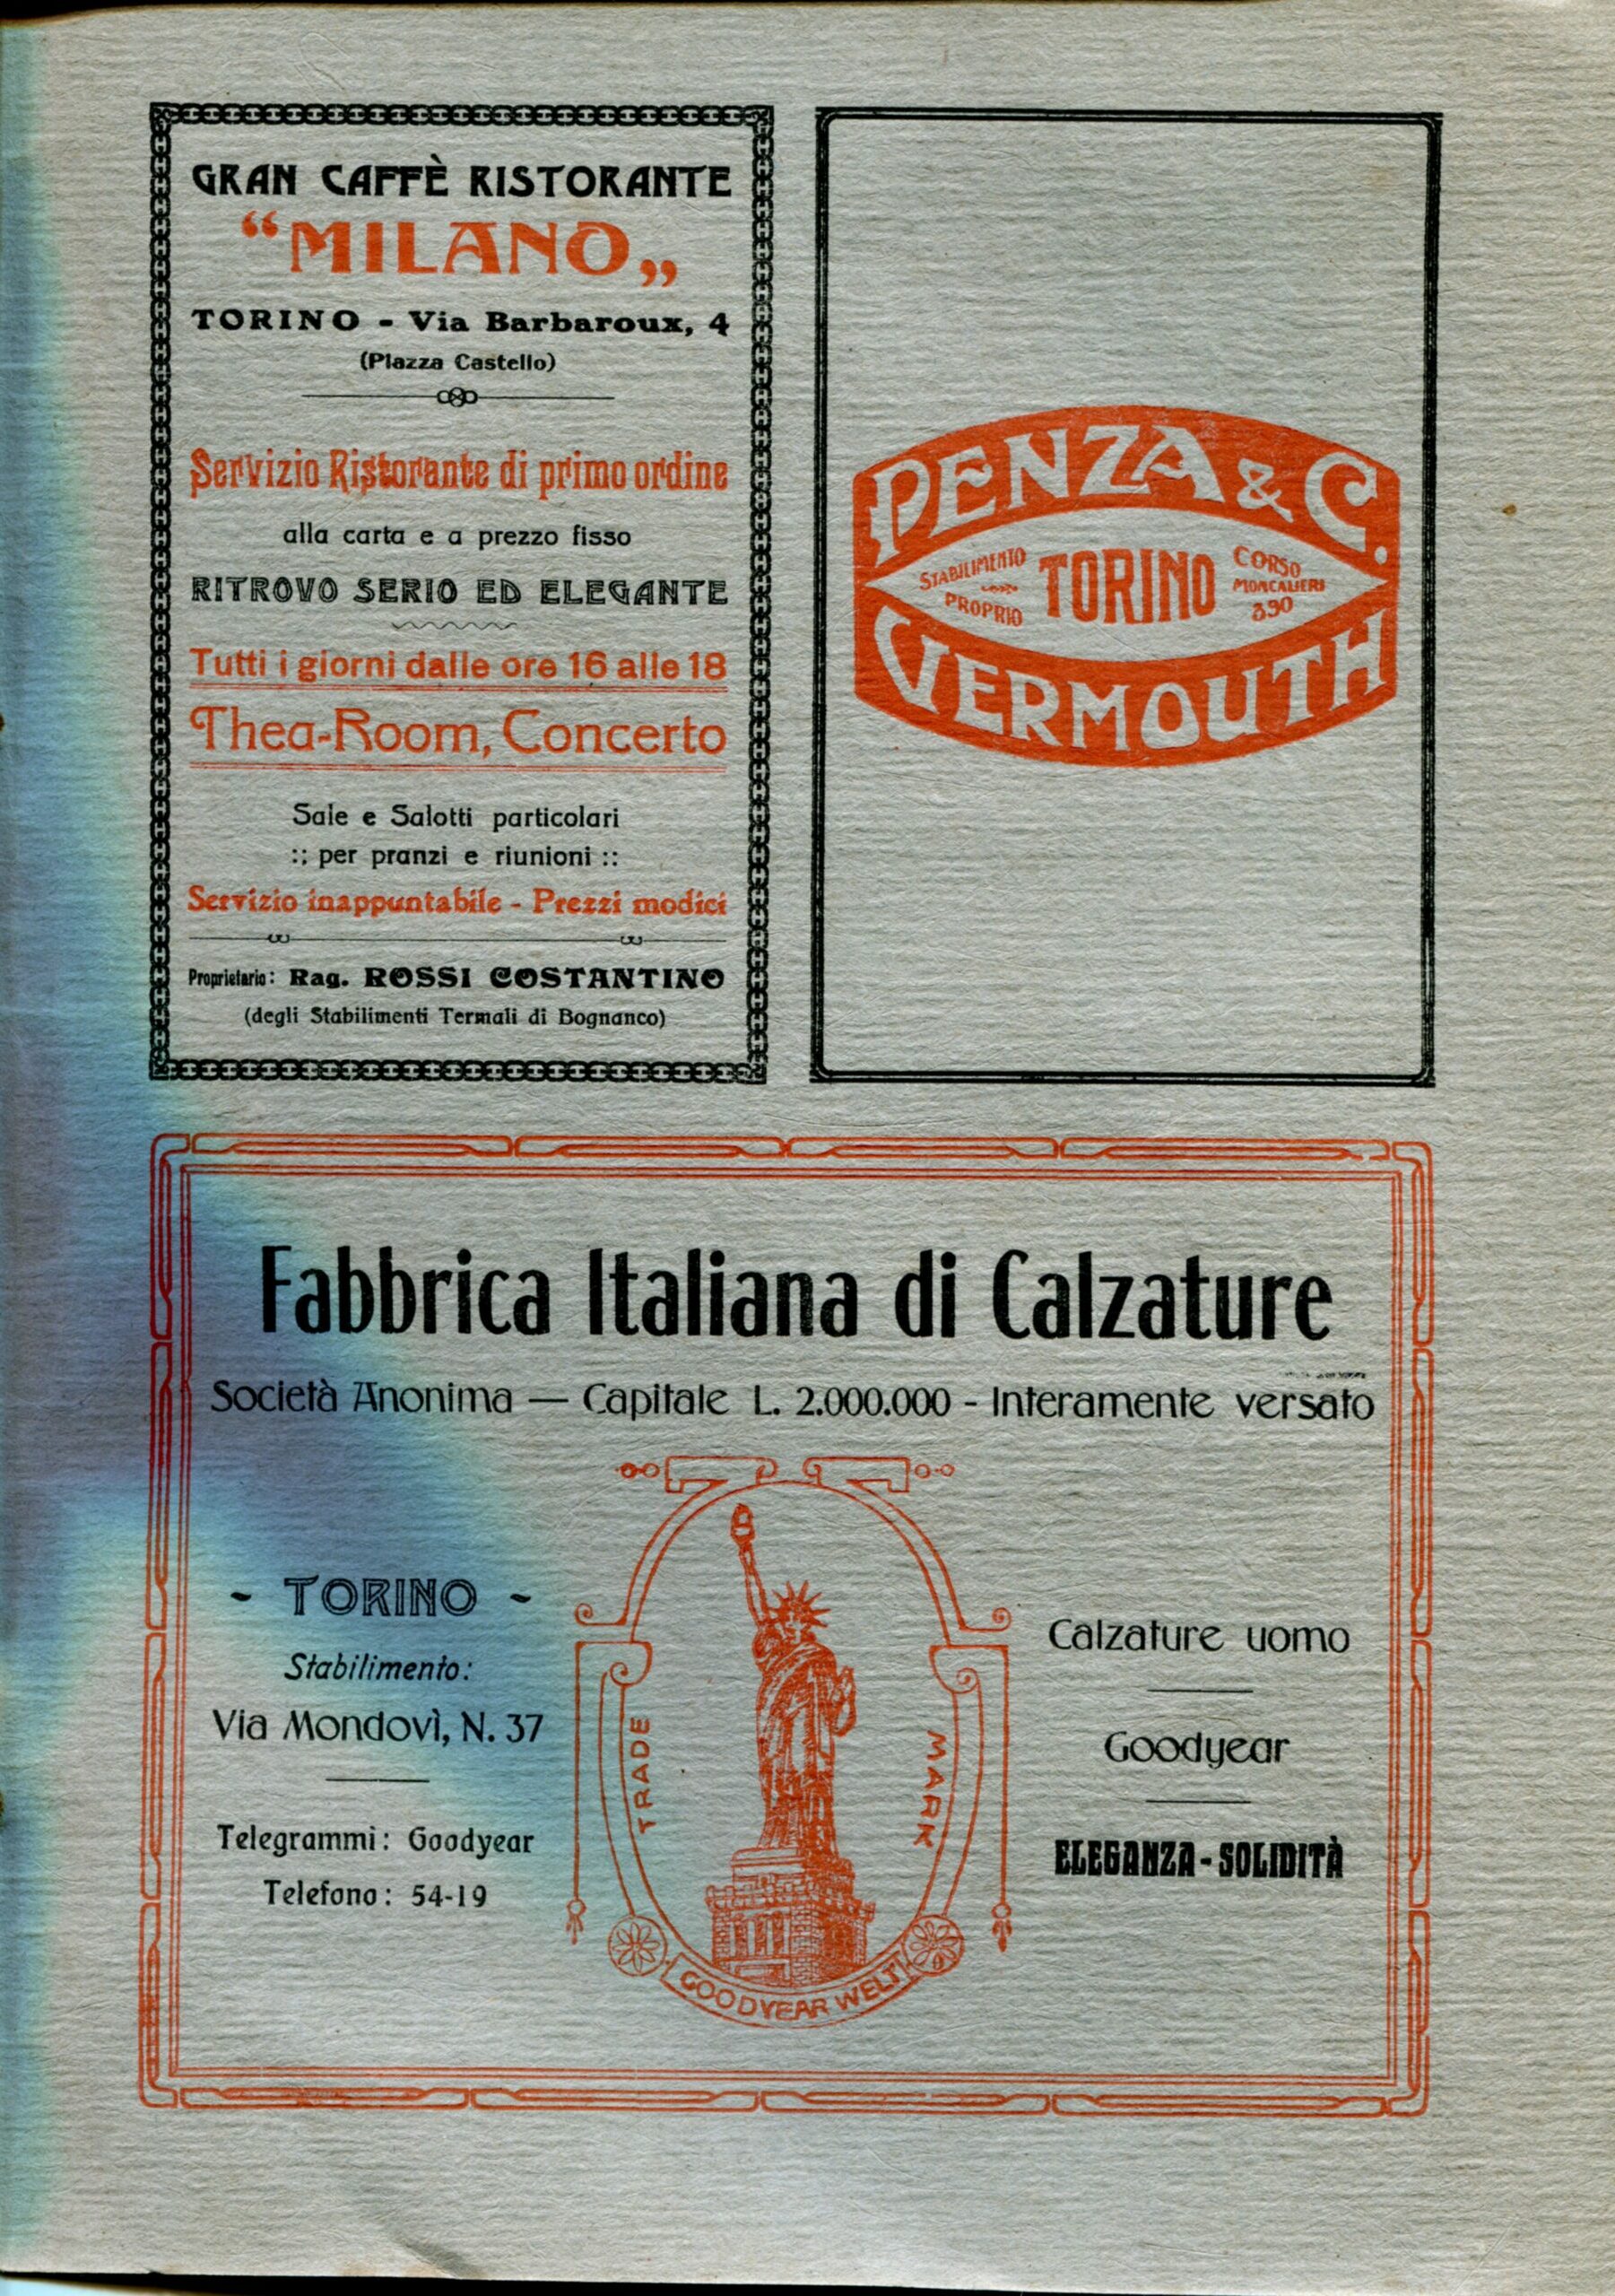 GRAN CAFFÈ RISTORANTE
“MILANO„
TORINO - Via Barbaroux, 4
(Piazza Castello)
Servizio Ristorante di primo ordine
alla carta e a prezzo fisso
RITROVO SERIO ED ELEGANTE
Tutti i giorni dalle ore 16 alle 18
Thea-Room, Concerto
Sale e Salotti particolari
:; per pranzi e riunioni ::
Servizio inappuntabile - Prezzi modici
Proprietario: Rag. ROSSI COSTANTINO
(degli Stabilimenti Termali di Bognanco)
PENZA & C.
STABILIMENTO
PROPRIO
TORINO
CORSO
MONCALIERI
390
VERMOUTH
Fabbrica Italiana di Calzature
Società Anonima — Capitale L. 2.000.000 - Interamente versato
- TORINO -
Stabilimento:
Via Mondovì, N. 37
Telegrammi: Goodyear
Telefono: 54-19
TRADE
MARK
GOODYEAR WELT
Calzature uomo
Goodyear
ELEGANZA - SOLIDITÀ